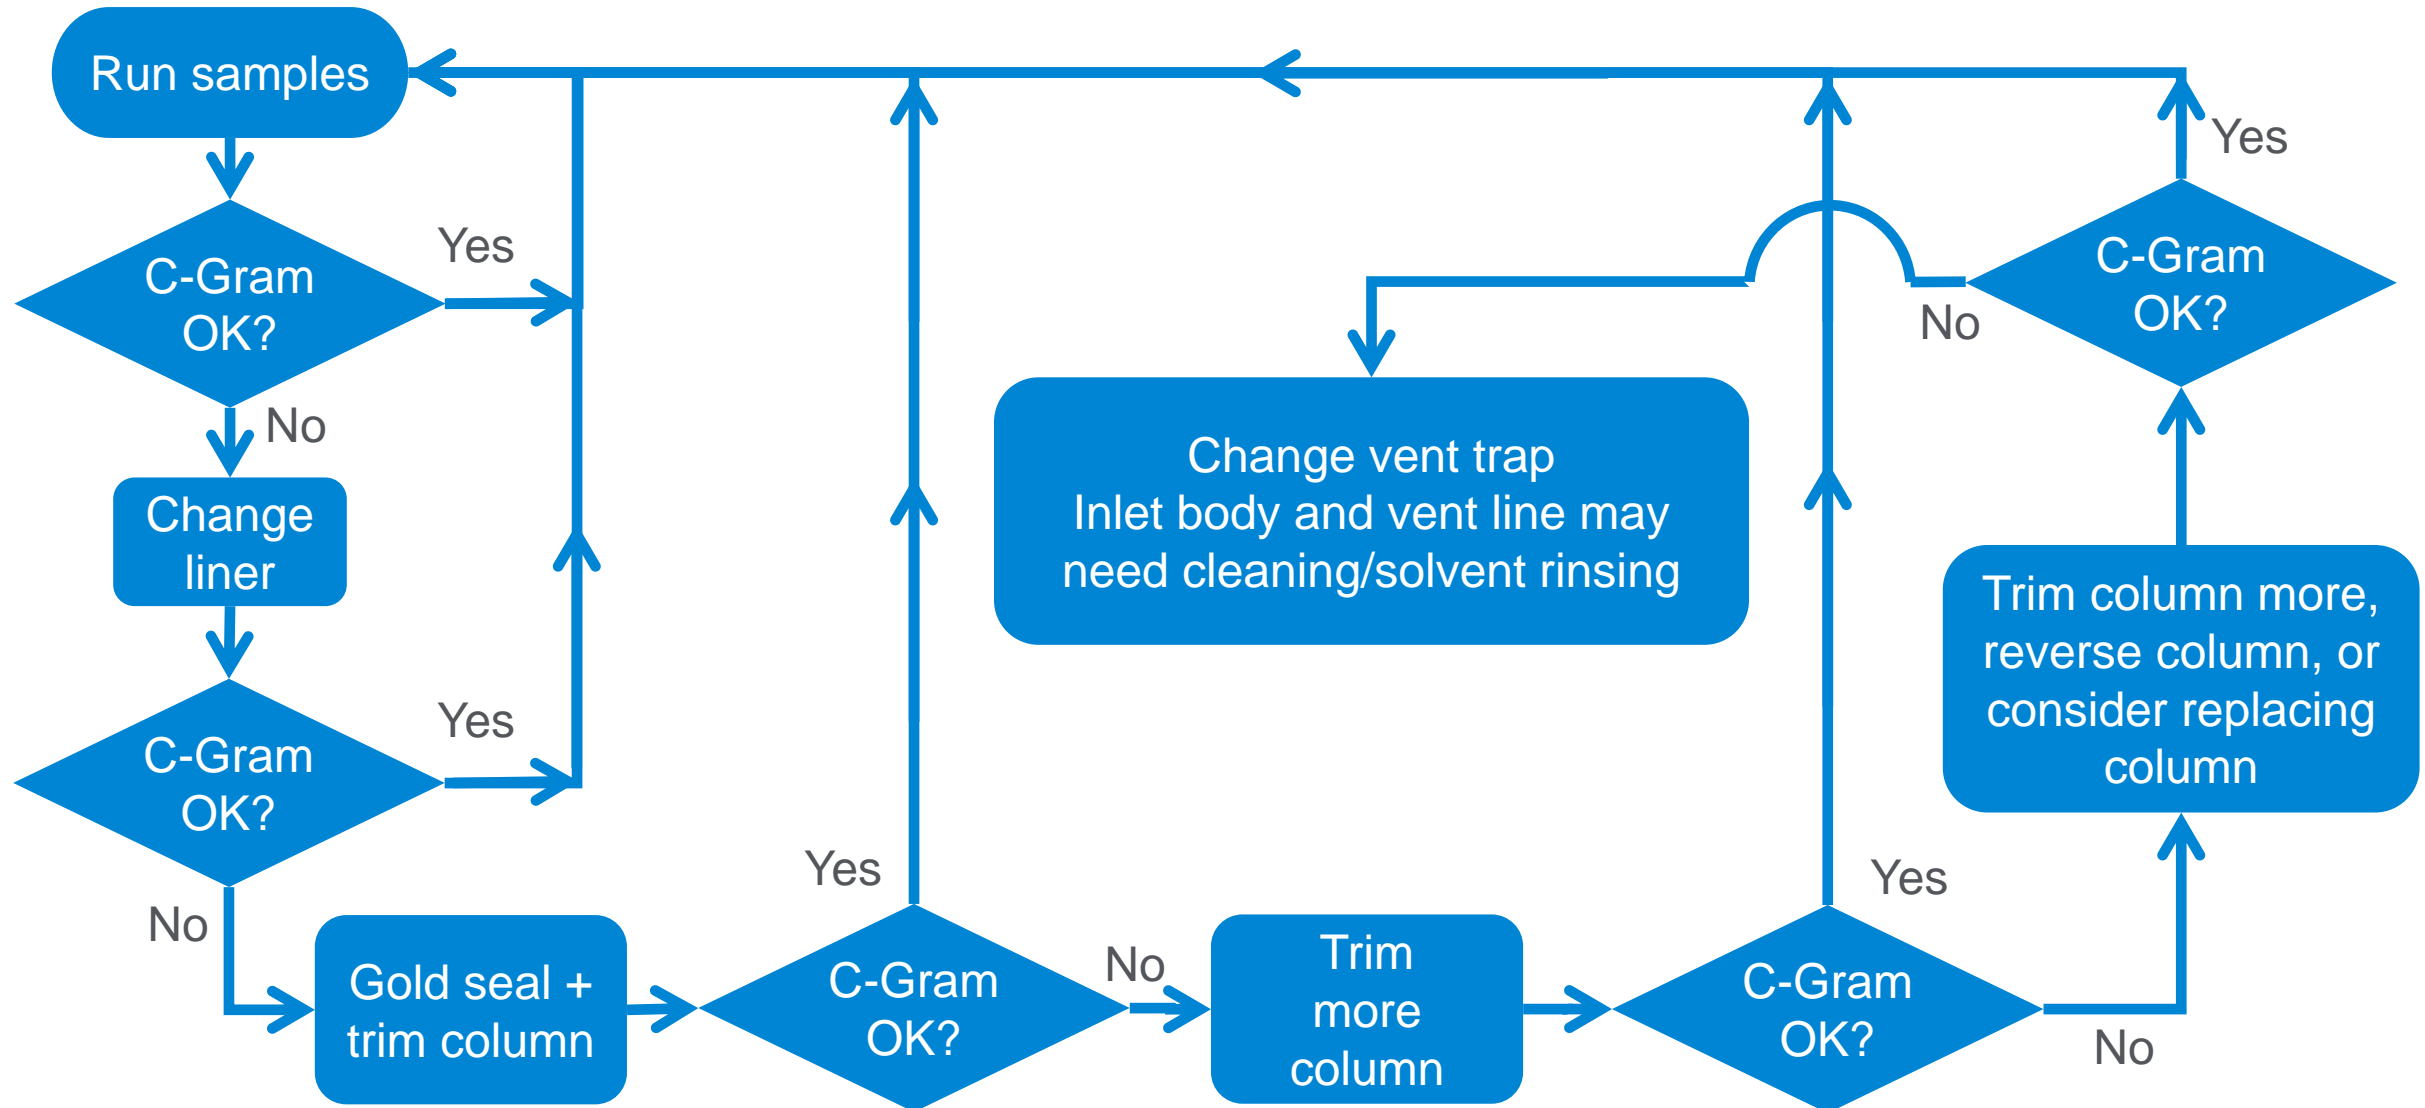 Run samples
C-Gram
OK?
Yes
No
Change
liner
C-Gram
OK?
Yes
No
Gold seal +
trim column
C-Gram
OK?
Yes
No
Trim
more
column
C-Gram
OK?
Yes
No
Trim column more,
reverse column, or
consider replacing
column
C-Gram
OK?
Yes
No
Change vent trap
Inlet body and vent line may
need cleaning/solvent rinsing